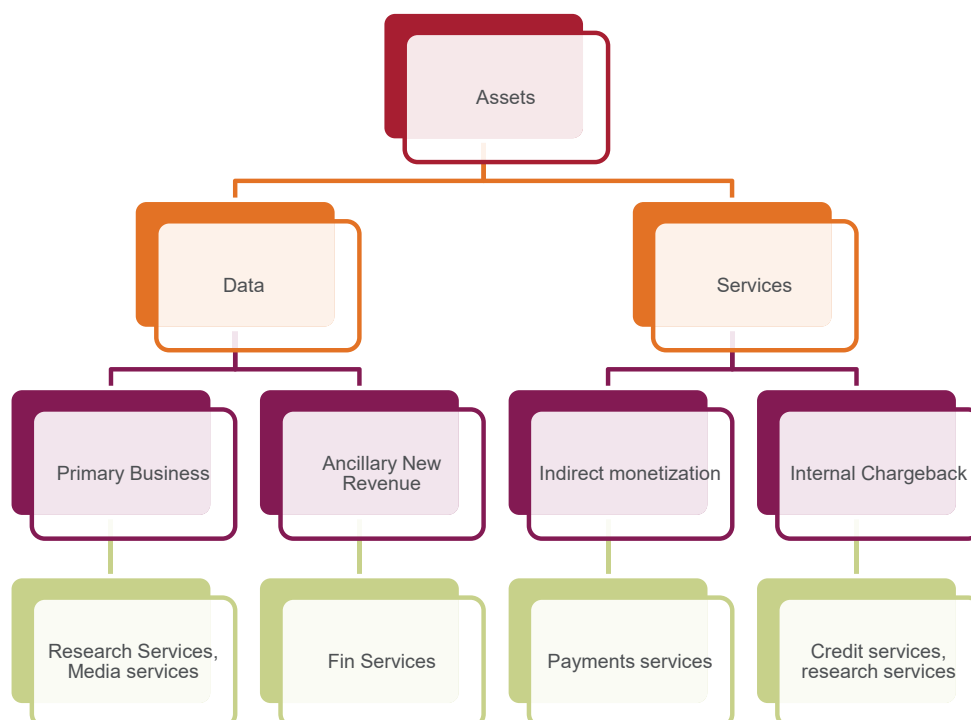 Assets
Data
Services
Primary Business
Ancillary New
Revenue
Indirect monetization
Internal Chargeback
Research Services,
Media services
Fin Services
Payments services
Credit services,
research services